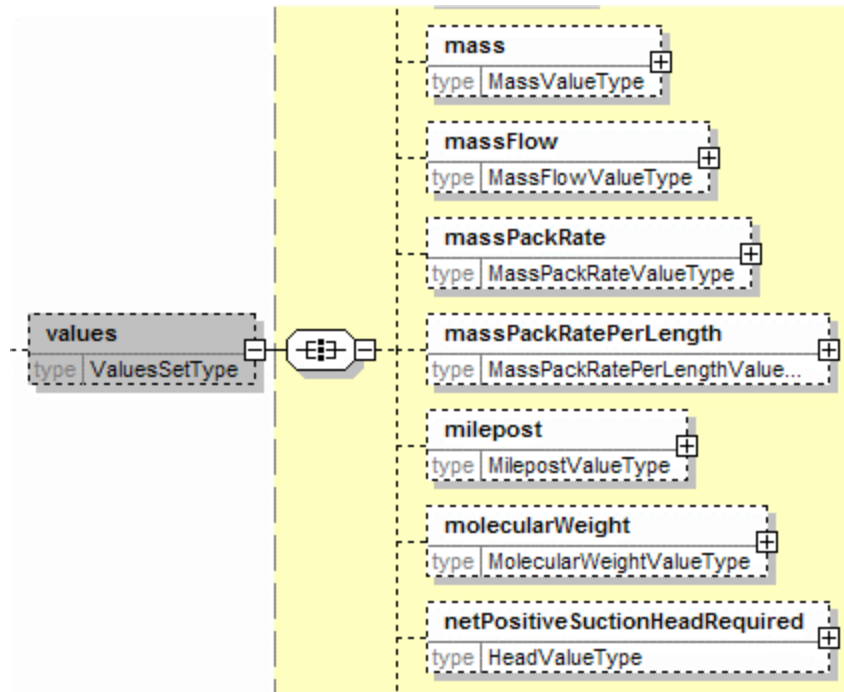 mass
type MassValueType
massFlow
type MassFlowValueType
massPackRate
type MassPackRateValueType
values
type ValuesSetType
massPackRatePerLength
type MassPackRatePerLengthValue...
milepost
type MilepostValueType
molecularWeight
type MolecularWeightValueType
netPositiveSuctionHeadRequired
type HeadValueType